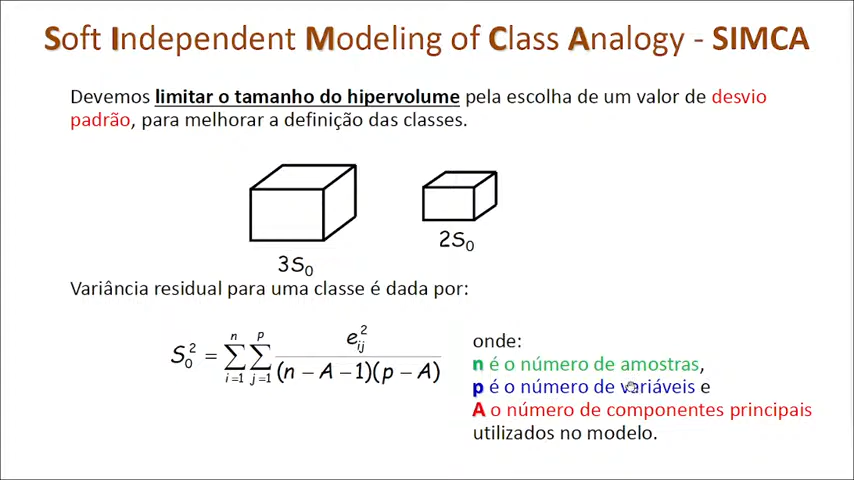 Soft Independent Modeling of Class Analogy - SIMCA
Devemos limitar o tamanho do hipervolume pela escolha de um valor de desvio
padrão, para melhorar a definição das classes.
3S₀
2S₀
Variância residual para uma classe é dada por:
S₀² = ∑ᵢ₌₁ⁿ ∑ⱼ₌₁ᵖ eᵢⱼ² / (n – A – 1)(p – A)
onde:
n é o número de amostras,
p é o número de variáveis e
A o número de componentes principais
utilizados no modelo.